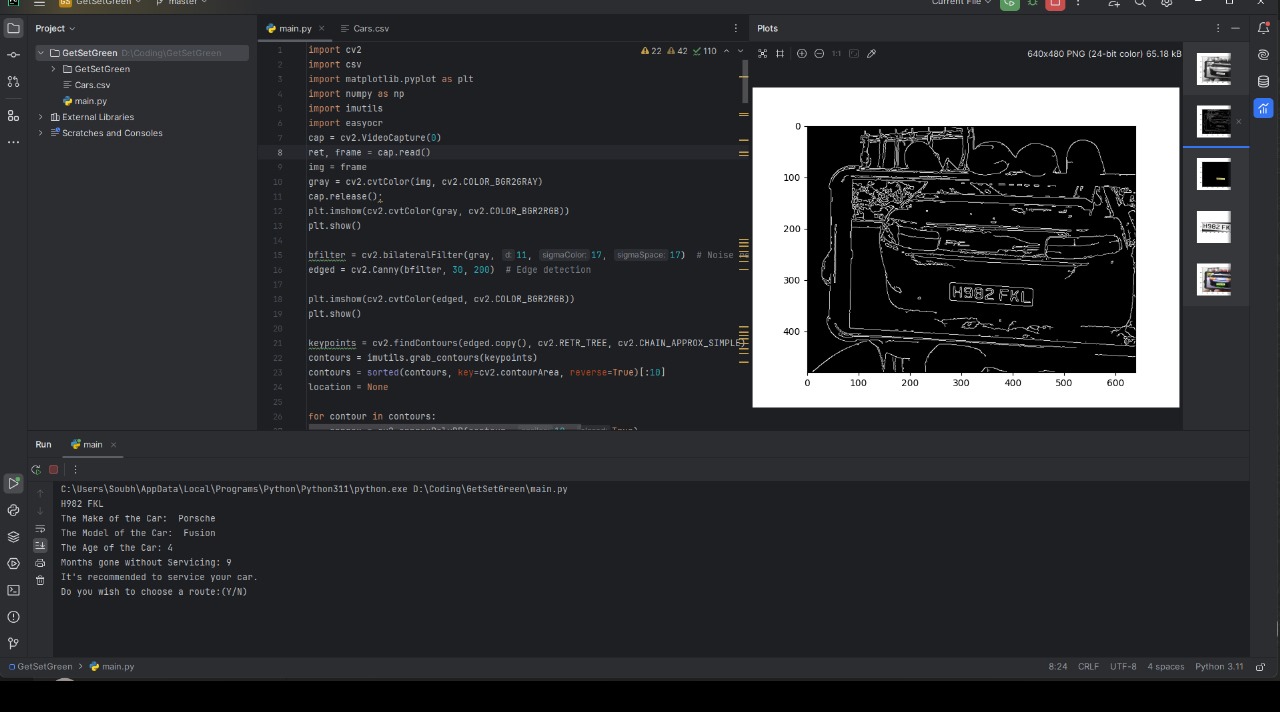 GetSetGreen
master
Current File
Project
main.py
Cars.csv
Plots
GetSetGreen D:\Coding\GetSetGreen
GetSetGreen
Cars.csv
main.py
External Libraries
Scratches and Consoles
22 42 110
1 import cv2
2 import csv
3 import matplotlib.pyplot as plt
4 import numpy as np
5 import imutils
6 import easyocr
7 cap = cv2.VideoCapture(0)
8 ret, frame = cap.read()
9 img = frame
10 gray = cv2.cvtColor(img, cv2.COLOR_BGR2GRAY)
11 cap.release();
12 plt.imshow(cv2.cvtColor(gray, cv2.COLOR_BGR2RGB))
13 plt.show()
14
15 bfilter = cv2.bilateralFilter(gray, d: 11, sigmaColor: 17, sigmaSpace: 17) # Noise
16 edged = cv2.Canny(bfilter, 30, 200) # Edge detection
17
18 plt.imshow(cv2.cvtColor(edged, cv2.COLOR_BGR2RGB))
19 plt.show()
20
21 keypoints = cv2.findContours(edged.copy(), cv2.RETR_TREE, cv2.CHAIN_APPROX_SIMPLE)
22 contours = imutils.grab_contours(keypoints)
23 contours = sorted(contours, key=cv2.contourArea, reverse=True)[:10]
24 location = None
25
26 for contour in contours:
1:1
640x480 PNG (24-bit color) 65.18 kB
0
100
200
300
400
H982 FKL
0 100 200 300 400 500 600
H982 FK
Run
main
C:\Users\Soubh\AppData\Local\Programs\Python\Python311\python.exe D:\Coding\GetSetGreen\main.py
H982 FKL
The Make of the Car:  Porsche
The Model of the Car:  Fusion
The Age of the Car: 4
Months gone without Servicing: 9
It's recommended to service your car.
Do you wish to choose a route:(Y/N)
GetSetGreen > main.py
8:24 CRLF UTF-8 4 spaces Python 3.11